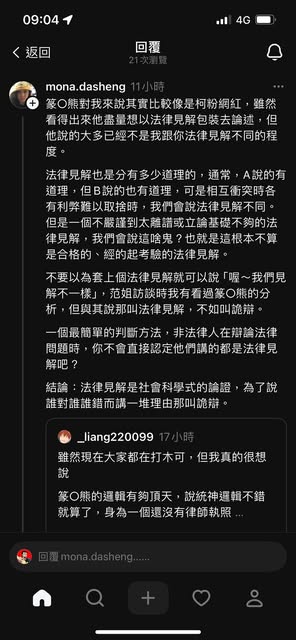 09:04
4G 60
返回
回覆
21 次瀏覽
mona.dasheng 11小時
篆〇熊對我來說其實比較像是柯粉網紅，雖然
看得出來他盡量想以法律見解包裝去論述，但
他說的大多已經不是我跟你法律見解不同的程
度。
法律見解也是分有多少道理的，通常，A說的有
道理，但B說的也有道理，可是相互衝突時各
有利弊難以取捨時，我們會說法律見解不同。
但是一個不嚴謹到太離譜或立論基礎不夠的法
律見解，我們會說這啥鬼？也就是這根本不算
是合格的、經的起考驗的法律見解。
不要以為套上個法律見解就可以說「喔～我們見
解不一樣」，范姐訪談時我有看過篆〇熊的分
析，但與其說那叫法律見解，不如叫詭辯。
一個最簡單的判斷方法，非法律人在辯論法律
問題時，你不會直接認定他們講的都是法律見
解吧？
結論：法律見解是社會科學式的論證，為了說
誰對誰誰錯而講一堆理由那叫詭辯。
_liang220099 17小時
雖然現在大家都在打木可，但我真的很想
說
篆〇熊的邏輯有夠頂天，說統神邏輯不錯
就算了，身為一個還沒有律師執照 ...
回覆 mona.dasheng......